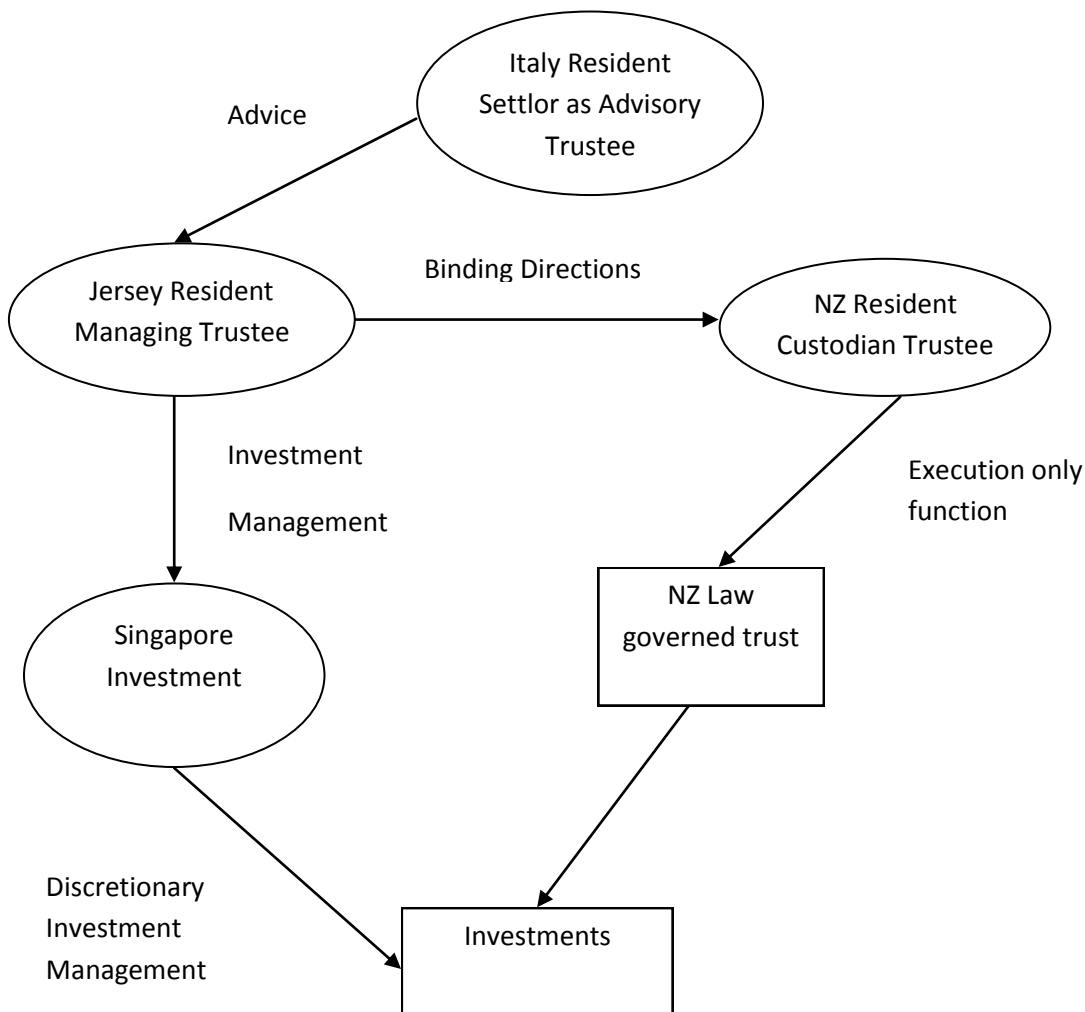 Italy Resident
Settlor as Advisory
Trustee
Advice
Binding Directions
Jersey Resident
Managing Trustee
NZ Resident
Custodian Trustee
Investment
Management
Execution only
function
NZ Law
governed trust
Singapore
Investment
Discretionary
Investment
Management
Investments